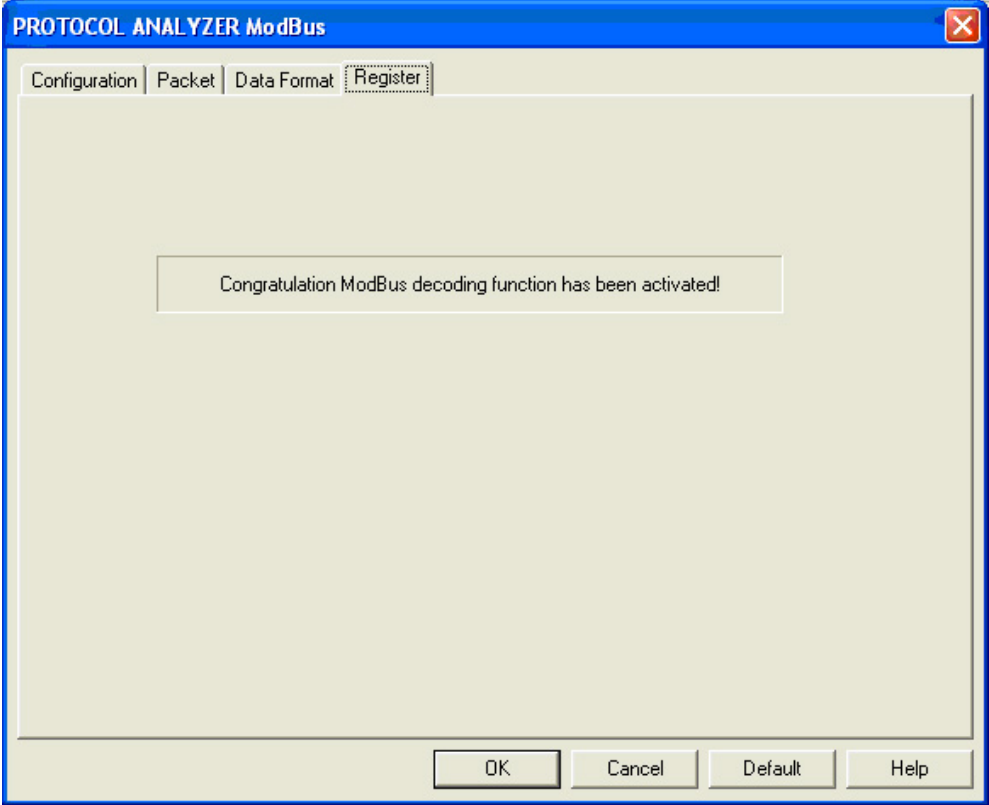 PROTOCOL ANALYZER ModBus
Configuration Packet Data Format Register
Congratulation ModBus decoding function has been activated!
OK Cancel Default Help